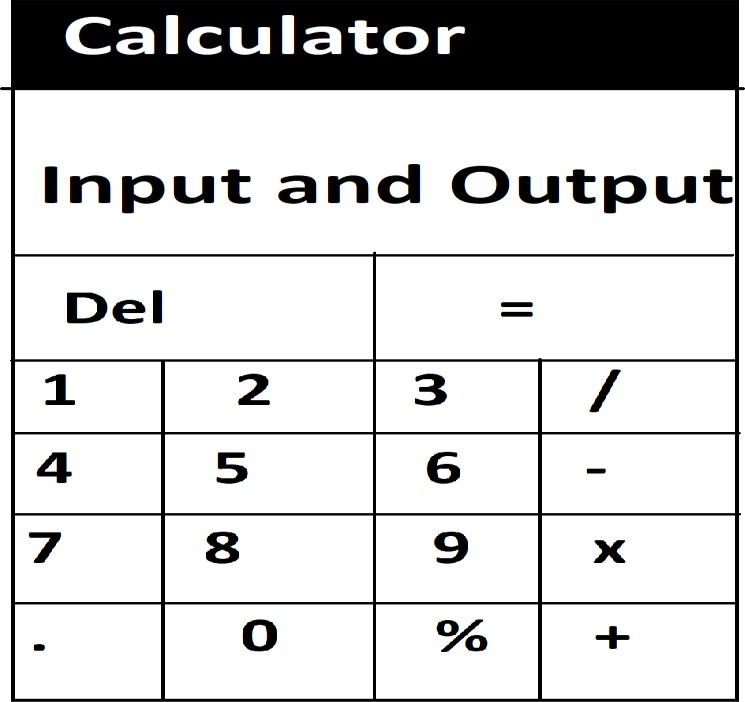 Calculator
Input and Output
Del =
1 2 3 /
4 5 6 -
7 8 9 x
. 0 % +